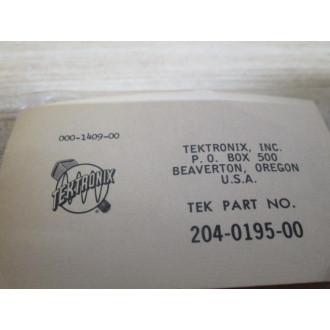 000-1409-00
TEKTRONIX
TEKTRONIX, INC.
P. O. BOX 500
BEAVERTON, OREGON
U.S.A.
TEK PART NO.
204-0195-00